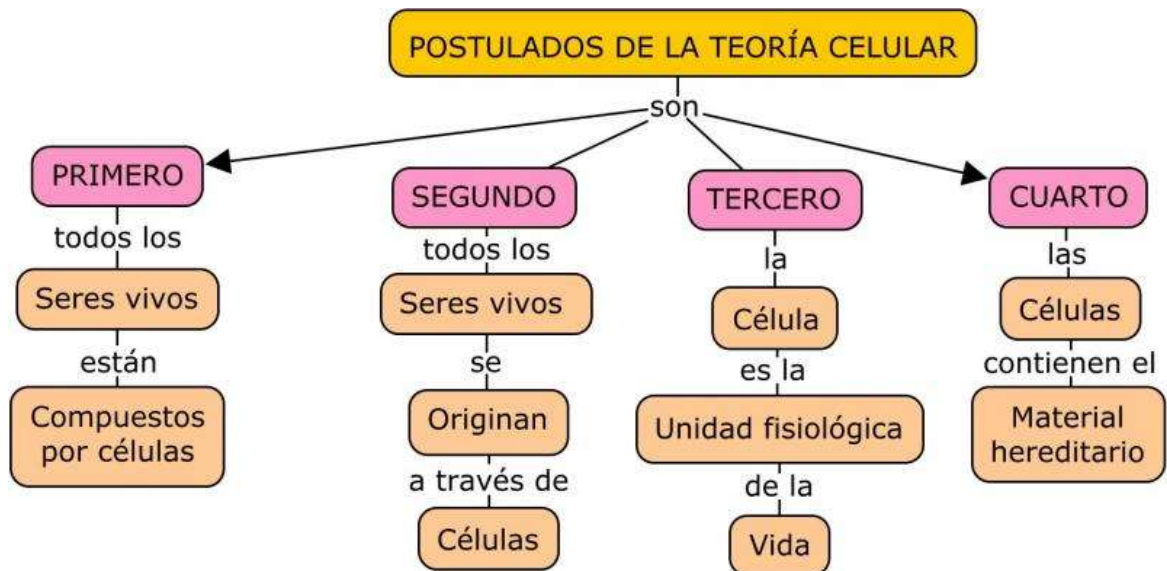 POSTULADOS DE LA TEORÍA CELULAR
son
PRIMERO
todos los
Seres vivos
están
Compuestos
por células
SEGUNDO
todos los
Seres vivos
se
Originan
a través de
Células
TERCERO
la
Célula
es la
Unidad fisiológica
de la
Vida
CUARTO
las
Células
contienen el
Material
hereditario